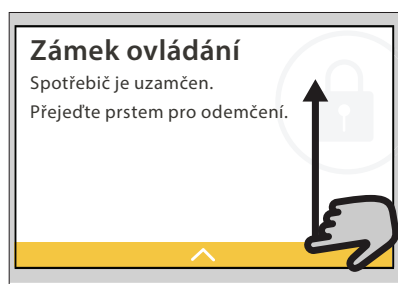 Zámek ovládání
Spotřebič je uzamčen.
Přejeďte prstem pro odemčení.